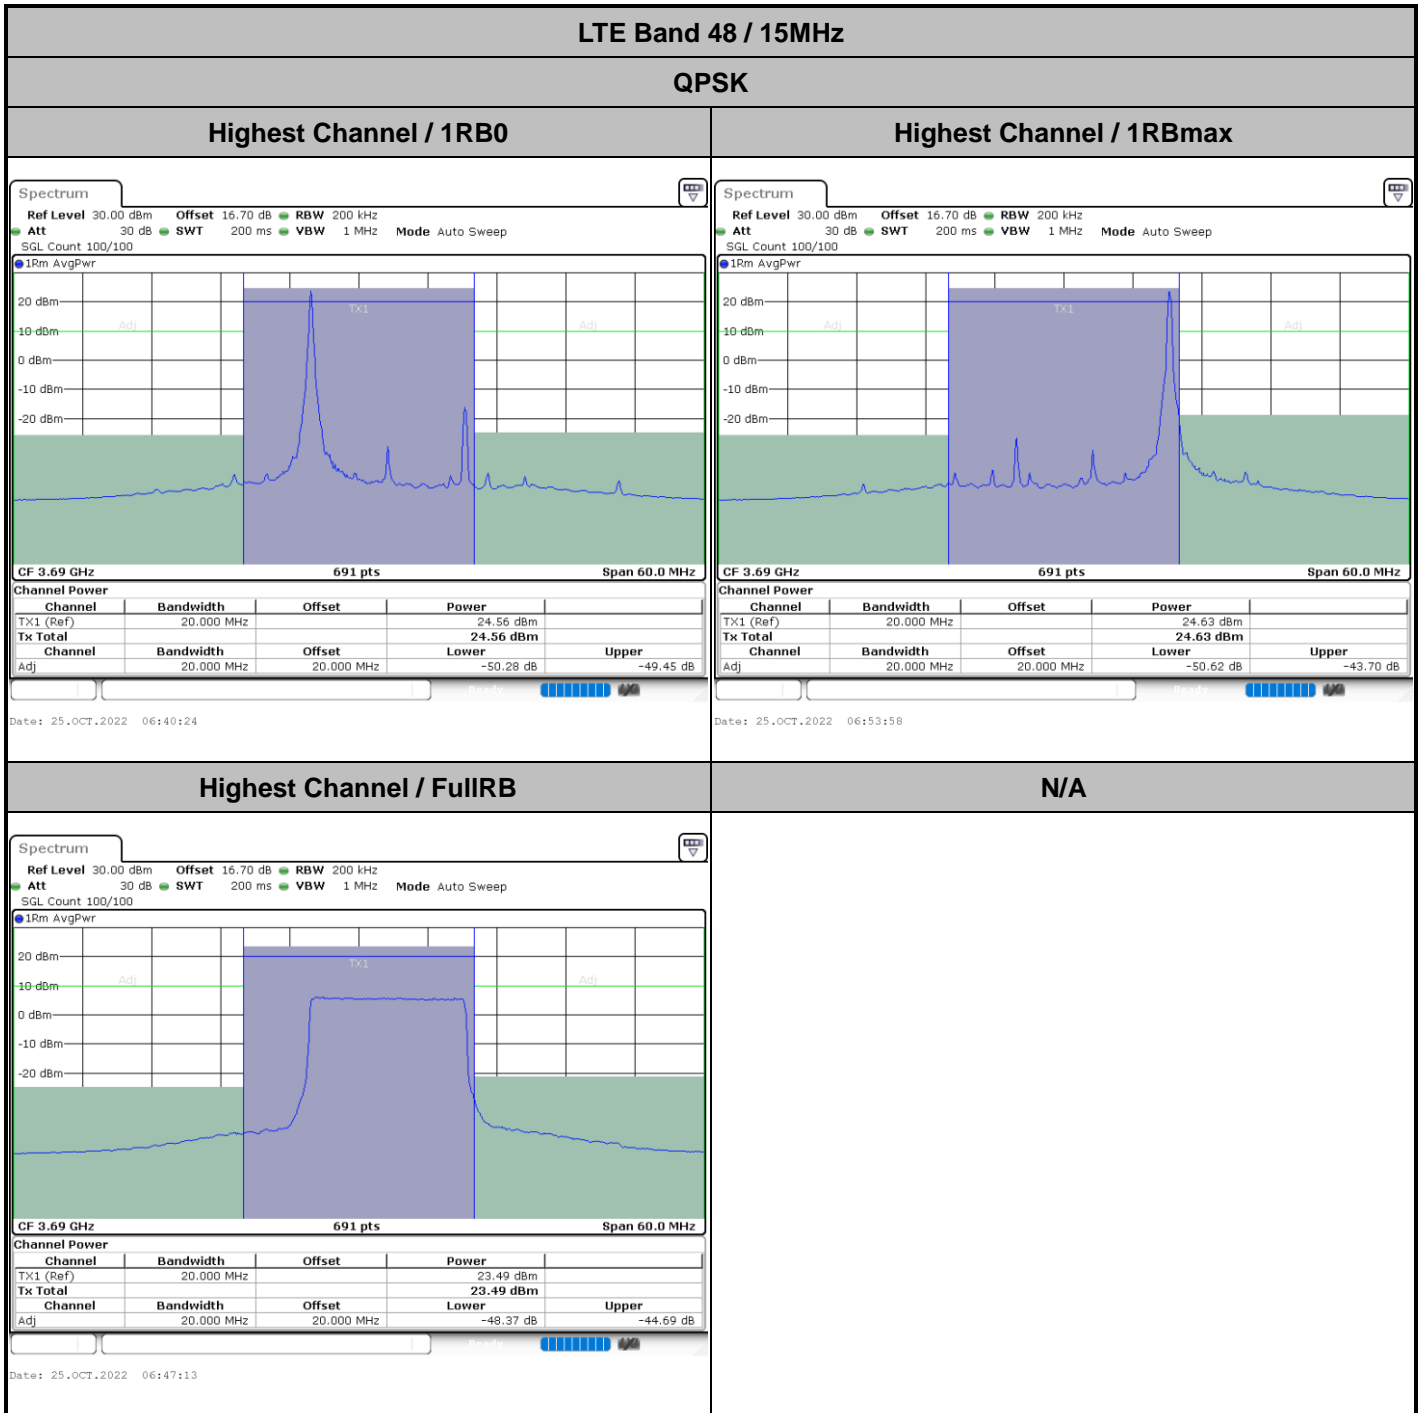 LTE Band 48 / 15MHz
QPSK
Highest Channel / 1RB0
Highest Channel / 1RBmax
Spectrum
Ref Level 30.00 dBm Offset 16.70 dB RBW 200 kHz
Att 30 dB SWT 200 ms VBW 1 MHz Mode Auto Sweep
SGL Count 100/100
1Rm AvgPwr
TX1
Adj
Adj
20 dBm
10 dBm
0 dBm
-10 dBm
-20 dBm
CF 3.69 GHz 691 pts Span 60.0 MHz
Channel Power
Channel Bandwidth Offset Power
TX1 (Ref) 20.000 MHz 24.56 dBm
Tx Total 24.56 dBm
Channel Bandwidth Offset Lower Upper
Adj 20.000 MHz 20.000 MHz -50.28 dB -49.45 dB
Ready
Date: 25.OCT.2022 06:40:24
Spectrum
Ref Level 30.00 dBm Offset 16.70 dB RBW 200 kHz
Att 30 dB SWT 200 ms VBW 1 MHz Mode Auto Sweep
SGL Count 100/100
1Rm AvgPwr
TX1
Adj
Adj
20 dBm
10 dBm
0 dBm
-10 dBm
-20 dBm
CF 3.69 GHz 691 pts Span 60.0 MHz
Channel Power
Channel Bandwidth Offset Power
TX1 (Ref) 20.000 MHz 24.63 dBm
Tx Total 24.63 dBm
Channel Bandwidth Offset Lower Upper
Adj 20.000 MHz 20.000 MHz -50.62 dB -43.70 dB
Ready
Date: 25.OCT.2022 06:53:58
Highest Channel / FullRB
N/A
Spectrum
Ref Level 30.00 dBm Offset 16.70 dB RBW 200 kHz
Att 30 dB SWT 200 ms VBW 1 MHz Mode Auto Sweep
SGL Count 100/100
1Rm AvgPwr
TX1
Adj
Adj
20 dBm
10 dBm
0 dBm
-10 dBm
-20 dBm
CF 3.69 GHz 691 pts Span 60.0 MHz
Channel Power
Channel Bandwidth Offset Power
TX1 (Ref) 20.000 MHz 23.49 dBm
Tx Total 23.49 dBm
Channel Bandwidth Offset Lower Upper
Adj 20.000 MHz 20.000 MHz -48.37 dB -44.69 dB
Ready
Date: 25.OCT.2022 06:47:13